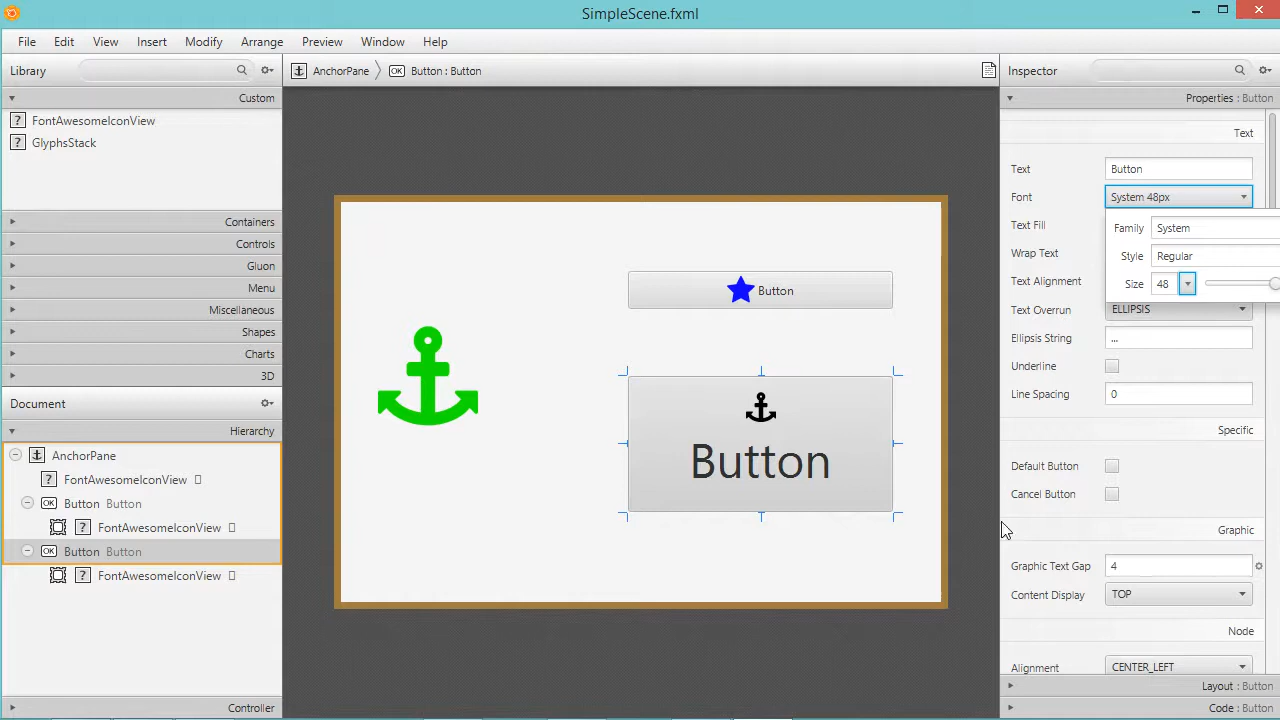 SimpleScene.fxml
File Edit View Insert Modify Arrange Preview Window Help
Library
AnchorPane
OK Button : Button
Inspector
Custom
Properties : Button
? FontAwesomeIconView
? GlyphsStack
Text
Text Button
Font System 48px
Text Fill
Family System
Wrap Text
Style Regular
Text Alignment
Size 48
Text Overrun ELLIPSIS
Ellipsis String ...
Underline
Line Spacing 0
Containers
Controls
Gluon
Menu
Miscellaneous
Shapes
Charts
3D
Button
Button
Document
Hierarchy
AnchorPane
? FontAwesomeIconView
OK Button Button
? FontAwesomeIconView
OK Button Button
? FontAwesomeIconView
Controller
Specific
Default Button
Cancel Button
Graphic
Graphic Text Gap 4
Content Display TOP
Node
Alignment CENTER_LEFT
Layout : Button
Code : Button